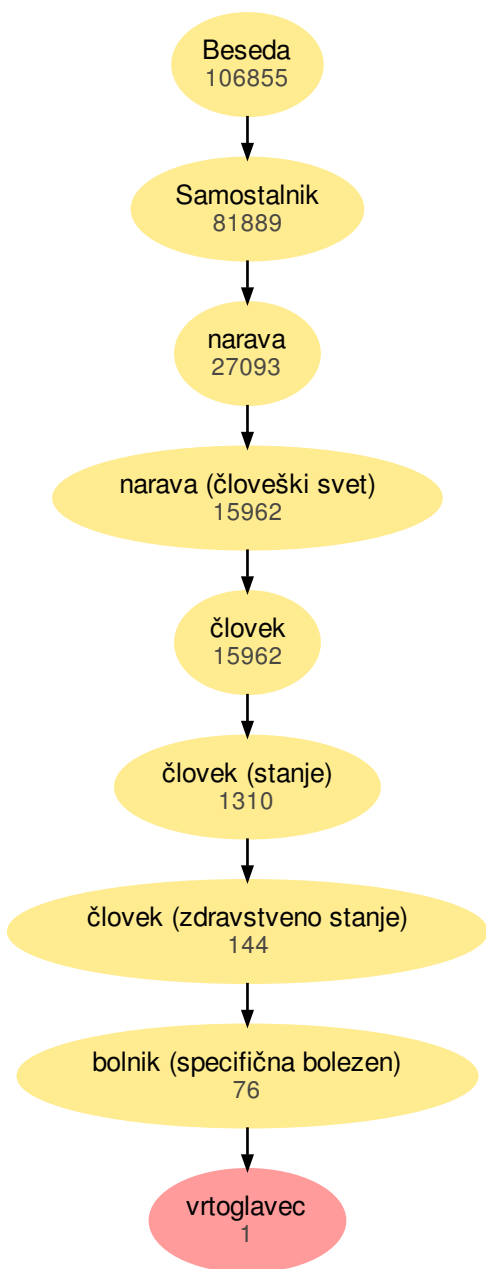 Beseda
106855
Samostalnik
81889
narava
27093
narava (človeški svet)
15962
človek
15962
človek (stanje)
1310
človek (zdravstveno stanje)
144
bolnik (specifična bolezen)
76
vrtoglavec
1